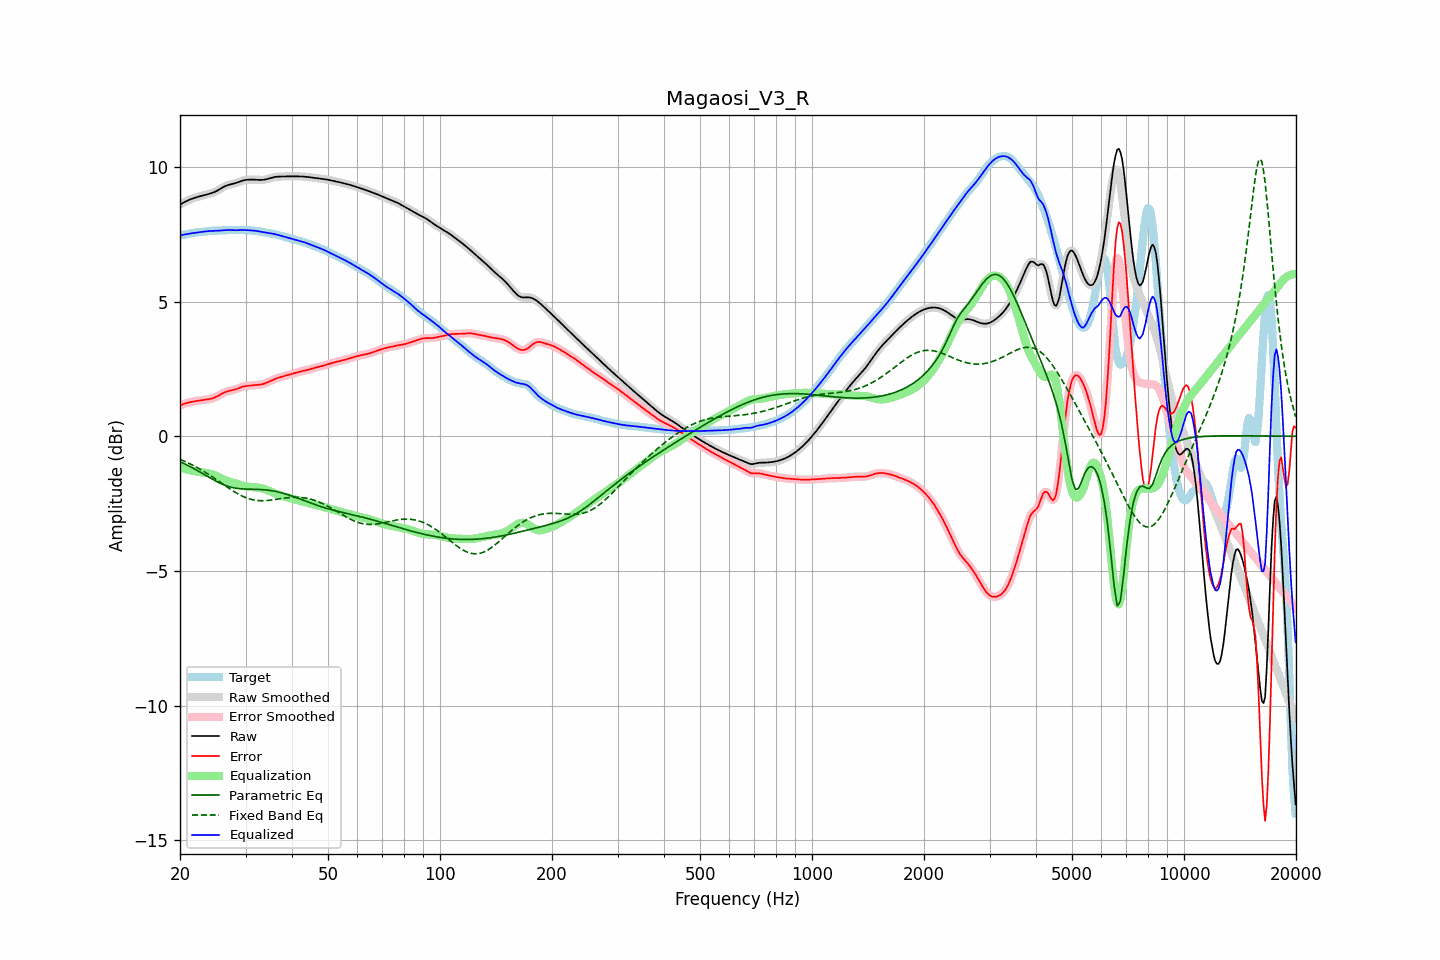 Magaosi_V3_R
Amplitude (dBr)
10
5
0
−5
−10
−15
Target
Raw Smoothed
Error Smoothed
Raw
Error
Equalization
Parametric Eq
Fixed Band Eq
Equalized
20 50 100 200 500 1000 2000 5000 10000 20000
Frequency (Hz)